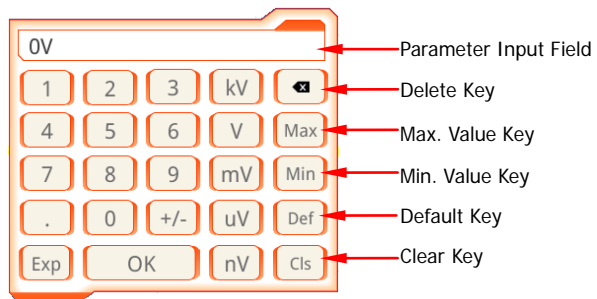 0V
Parameter Input Field
1 2 3 kV
Delete Key
4 5 6 V Max
Max. Value Key
7 8 9 mV Min
Min. Value Key
. 0 +/- uV Def
Default Key
Exp OK nV Cls
Clear Key